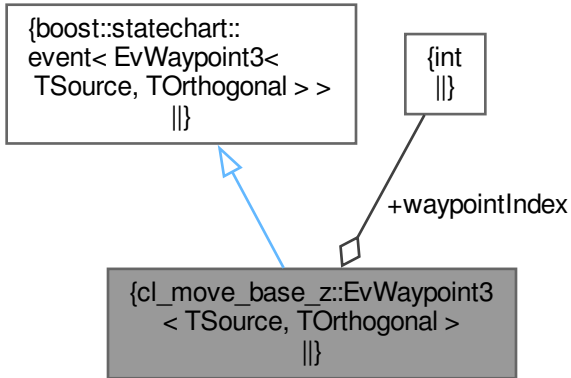 {boost::statechart::
event< EvWaypoint3<
TSource, TOrthogonal > >
||}
{int
||}
+waypointIndex
{cl_move_base_z::EvWaypoint3
< TSource, TOrthogonal >
||}